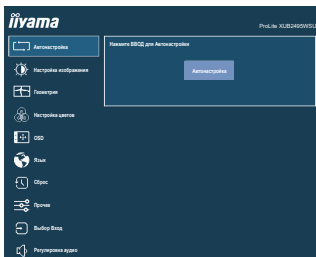 iiyama
ProLite XUB2495WSU
Автонастройка
Нажмите ВВОД для Автонастройки
Автонастройка
Настройка изображения
Геометрия
Настройка цветов
OSD
Язык
Сброс
Прочее
Выбор Вход
Регулировка аудио